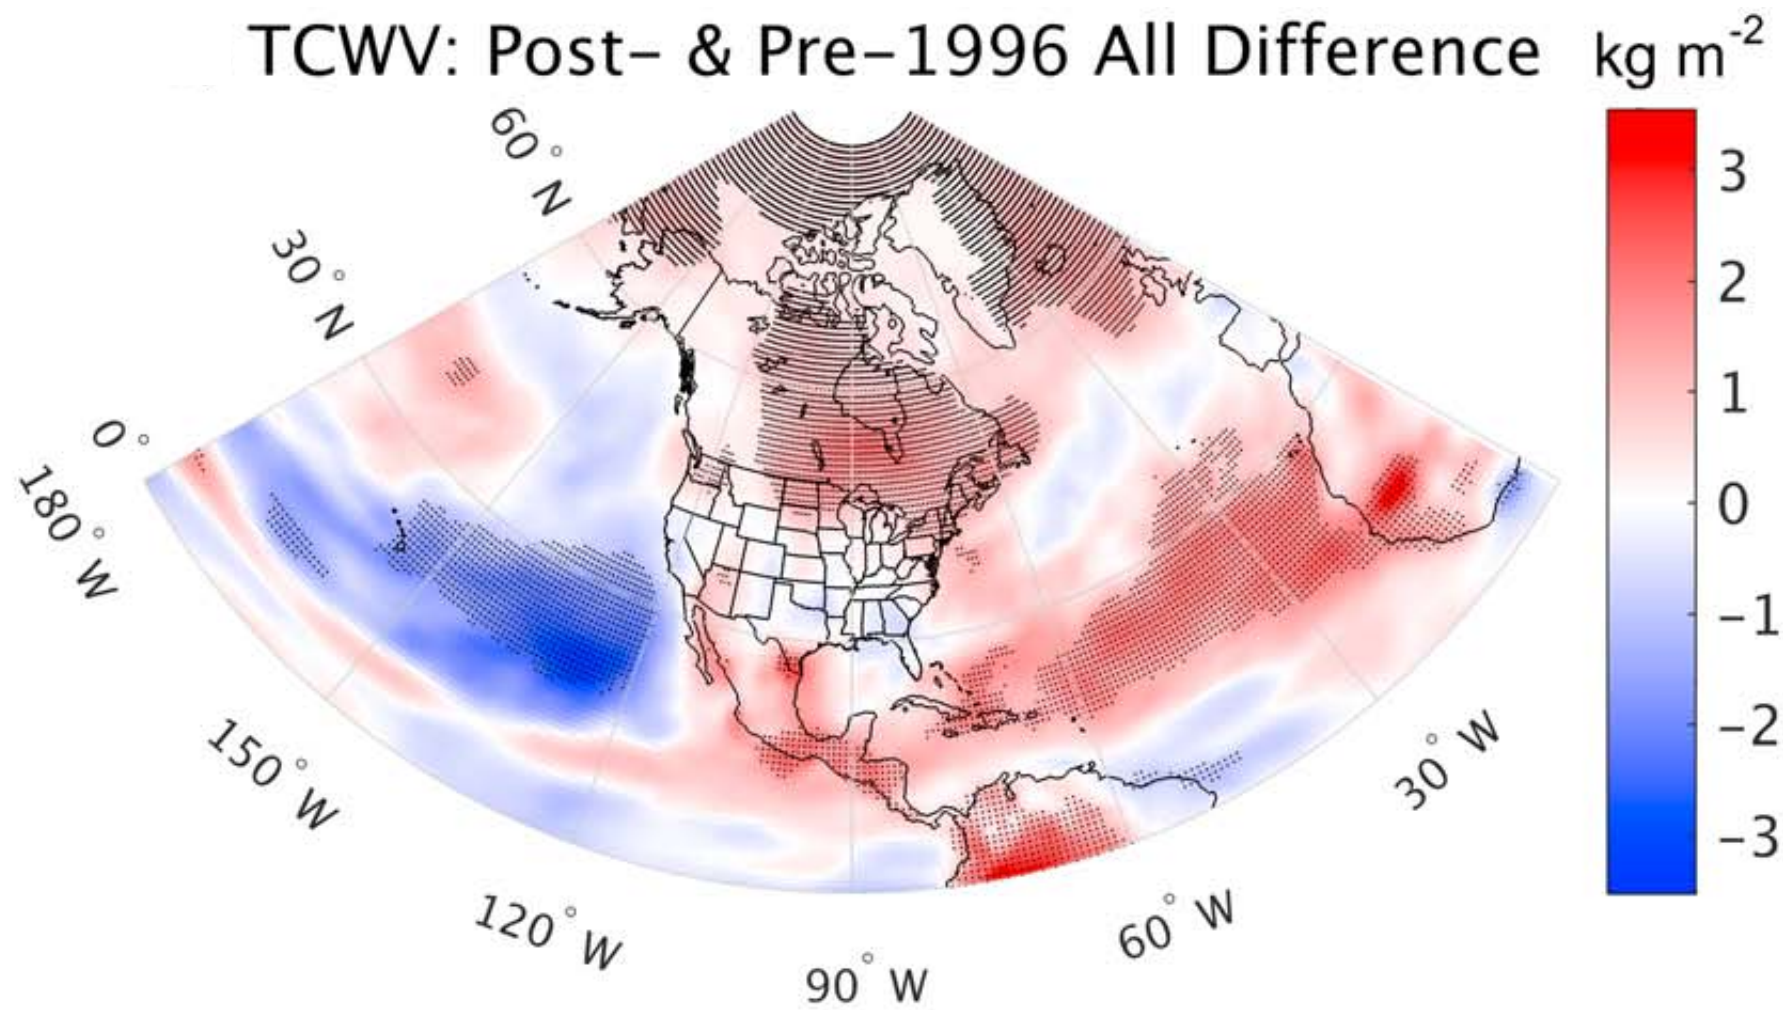 TCWV: Post- & Pre-1996 All Difference
kg m⁻²
60° N
30° N
0°
180° W
150° W
120° W
90° W
60° W
30° W
3
2
1
0
-1
-2
-3